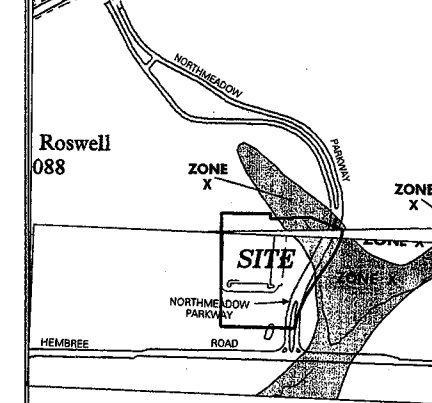 NORTHMEADOW
PARKWAY
Roswell
088
ZONE
X
ZONE
X
ZONE X
SITE
ZONE X
NORTHMEADOW
PARKWAY
HEMBREE ROAD